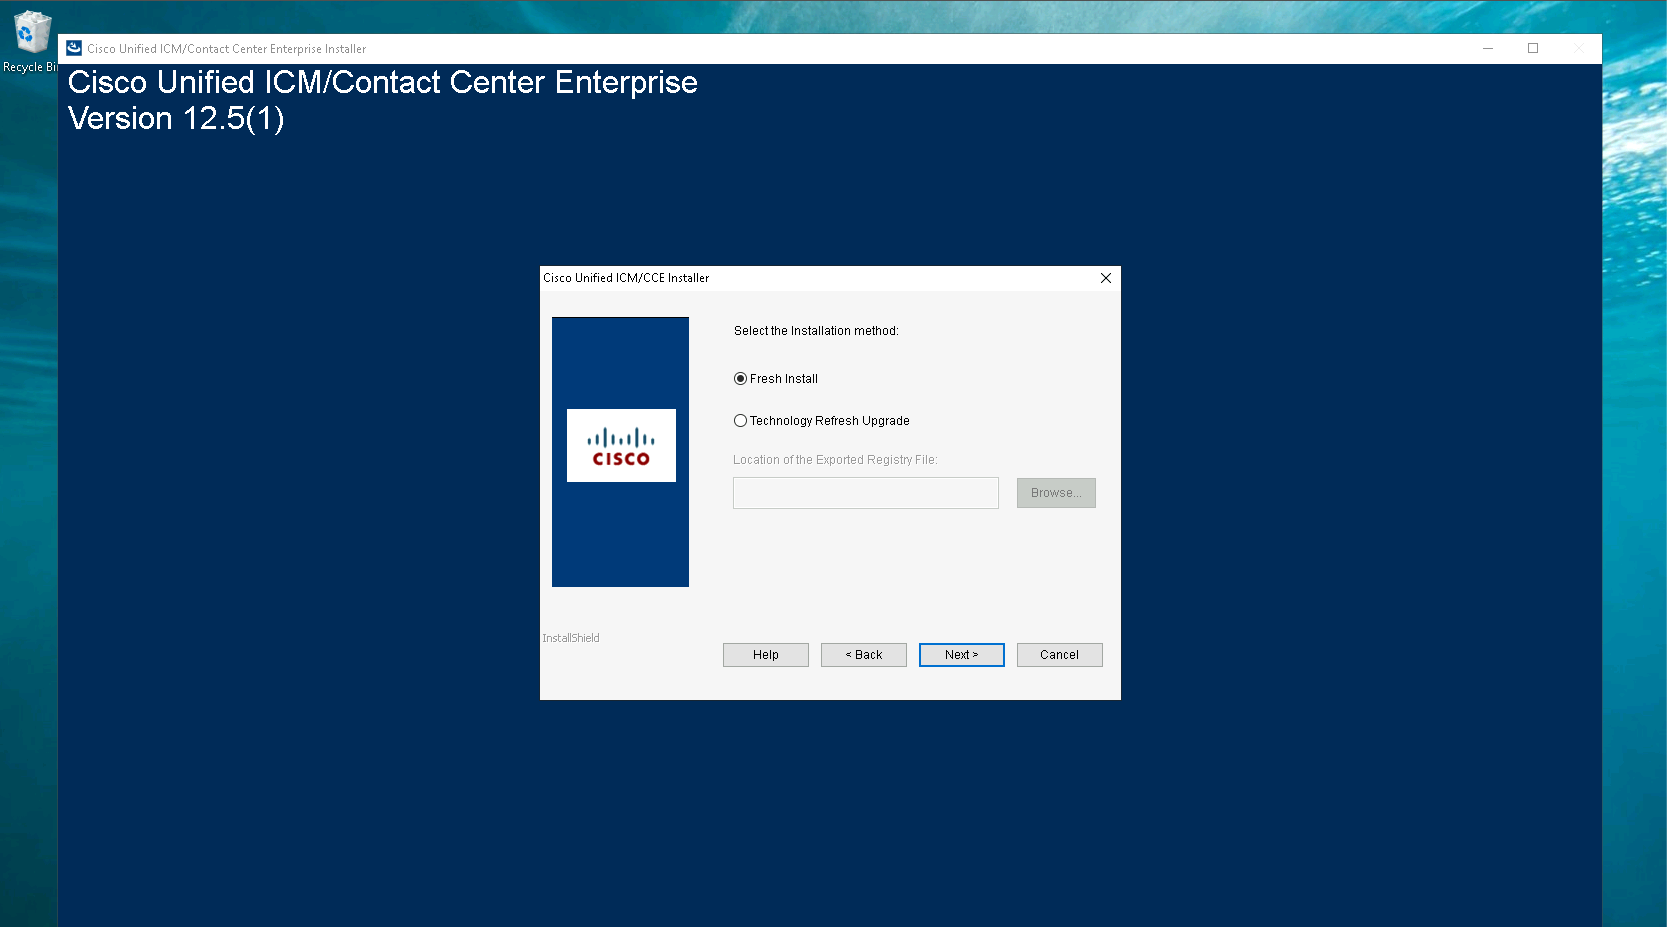 Recycle Bi
Cisco Unified ICM/Contact Center Enterprise Installer
Cisco Unified ICM/Contact Center Enterprise
Version 12.5(1)
Cisco Unified ICM/CCE Installer
Select the Installation method:
Fresh Install
Technology Refresh Upgrade
CISCO
Location of the Exported Registry File:
Browse...
InstallShield
Help
< Back
Next >
Cancel